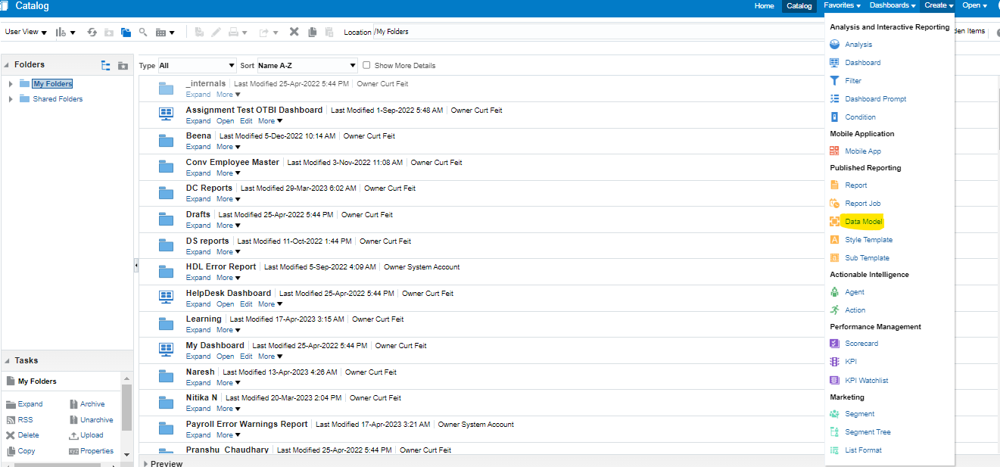 Catalog
Home Catalog Favorites Dashboards Create Open
User View
Location /My Folders
den Items
Folders
My Folders
Shared Folders
Type All Sort Name A-Z Show More Details
_internals Last Modified 25-Apr-2022 5:44 PM Owner Curt Feit
Expand More
Assignment Test OTBI Dashboard Last Modified 1-Sep-2022 5:48 AM Owner Curt Feit
Expand Open Edit More
Beena Last Modified 5-Dec-2022 10:14 AM Owner Curt Feit
Expand More
Conv Employee Master Last Modified 3-Nov-2022 11:08 AM Owner Curt Feit
Expand More
DC Reports Last Modified 29-Mar-2023 6:02 AM Owner Curt Feit
Expand More
Drafts Last Modified 25-Apr-2022 5:44 PM Owner Curt Feit
Expand More
DS reports Last Modified 11-Oct-2022 1:44 PM Owner Curt Feit
Expand More
HDL Error Report Last Modified 5-Sep-2022 4:09 AM Owner System Account
Expand More
HelpDesk Dashboard Last Modified 25-Apr-2022 5:44 PM Owner Curt Feit
Expand Open Edit More
Learning Last Modified 17-Apr-2023 3:15 AM Owner Curt Feit
Expand More
My Dashboard Last Modified 25-Apr-2022 5:44 PM Owner Curt Feit
Expand Open Edit More
Naresh Last Modified 13-Apr-2023 4:26 AM Owner Curt Feit
Expand More
Nitika N Last Modified 20-Mar-2023 2:04 PM Owner Curt Feit
Expand More
Payroll Error Warnings Report Last Modified 17-Apr-2023 3:21 AM Owner System Account
Expand More
Pranshu_Chaudhary Last Modified 25-Apr-2022 5:44 PM Owner Curt Feit
Preview
Tasks
My Folders
Expand Archive
RSS Unarchive
Delete Upload
Copy Properties
Analysis and Interactive Reporting
Analysis
Dashboard
Filter
Dashboard Prompt
Condition
Mobile Application
Mobile App
Published Reporting
Report
Report Job
Data Model
Style Template
Sub Template
Actionable Intelligence
Agent
Action
Performance Management
Scorecard
KPI
KPI Watchlist
Marketing
Segment
Segment Tree
List Format